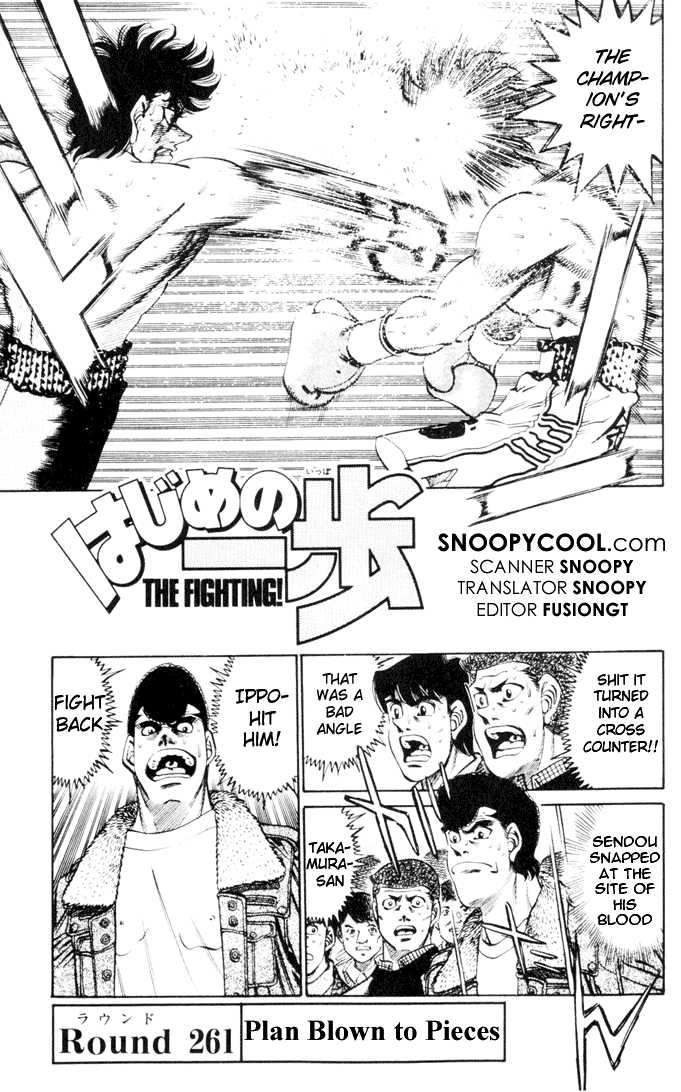 THE
CHAMP-
ION'S
RIGHT-
はじめの一歩
いっぽ
THE FIGHTING!
SNOOPYCOOL.com
SCANNER SNOOPY
TRANSLATOR SNOOPY
EDITOR FUSIONGT
SHIT IT
TURNED
INTO A
CROSS
COUNTER!!
THAT
WAS A
BAD
ANGLE
IPPO-
HIT
HIM!
FIGHT
BACK
SENDOU
SNAPPED
AT THE
SITE OF
HIS
BLOOD
TAKA-
MURA-
SAN
ラウンド
Round 261
Plan Blown to Pieces